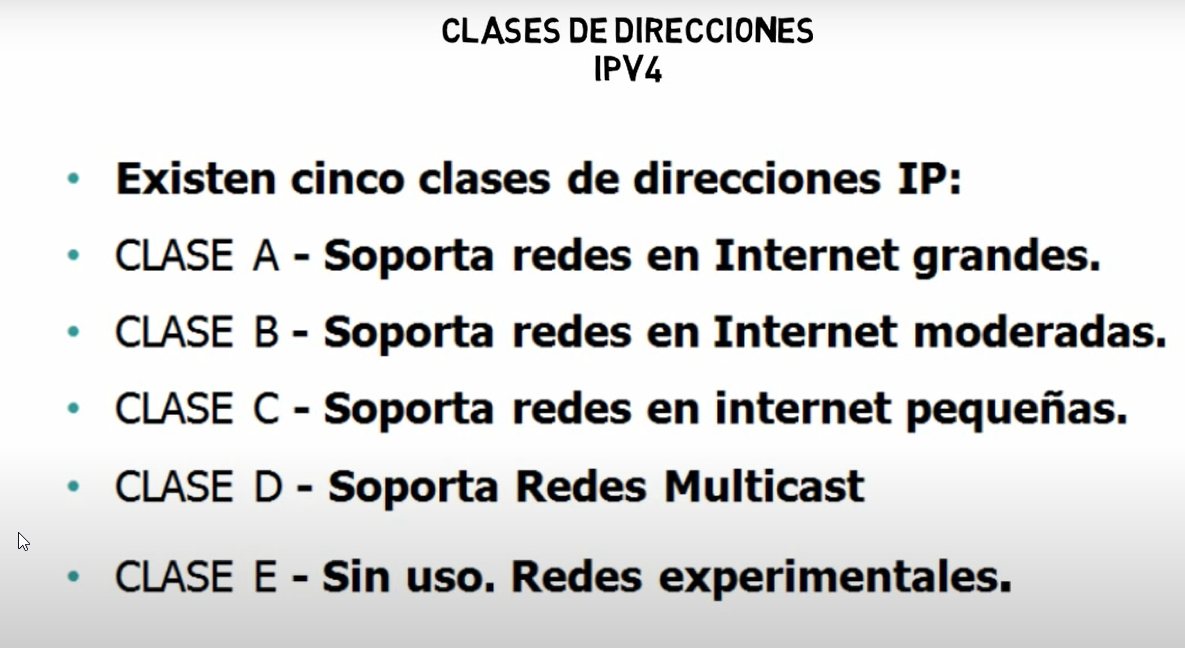 CLASES DE DIRECCIONES
IPV4
• Existen cinco clases de direcciones IP:
• CLASE A - Soporta redes en Internet grandes.
• CLASE B - Soporta redes en Internet moderadas.
• CLASE C - Soporta redes en internet pequeñas.
• CLASE D - Soporta Redes Multicast
• CLASE E - Sin uso. Redes experimentales.